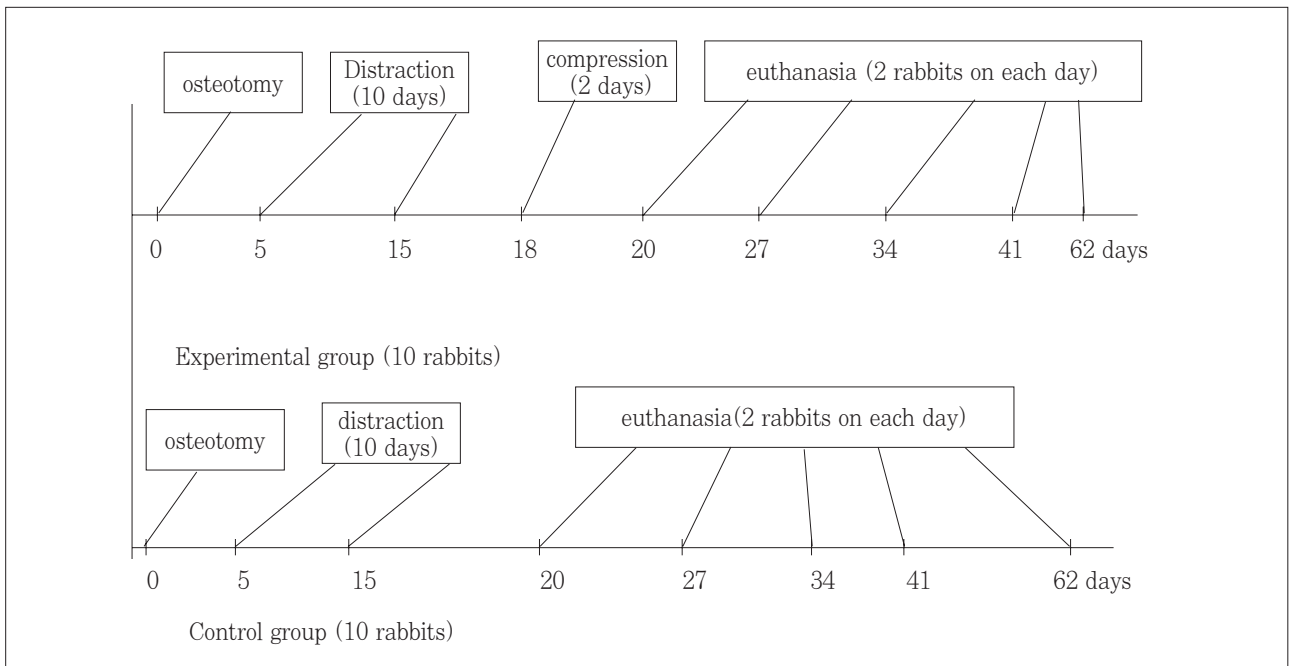 osteotomy
Distraction
(10 days)
compression
(2 days)
euthanasia (2 rabbits on each day)
0 5 15 18 20 27 34 41 62 days
Experimental group (10 rabbits)
osteotomy
distraction
(10 days)
euthanasia(2 rabbits on each day)
0 5 15 20 27 34 41 62 days
Control group (10 rabbits)